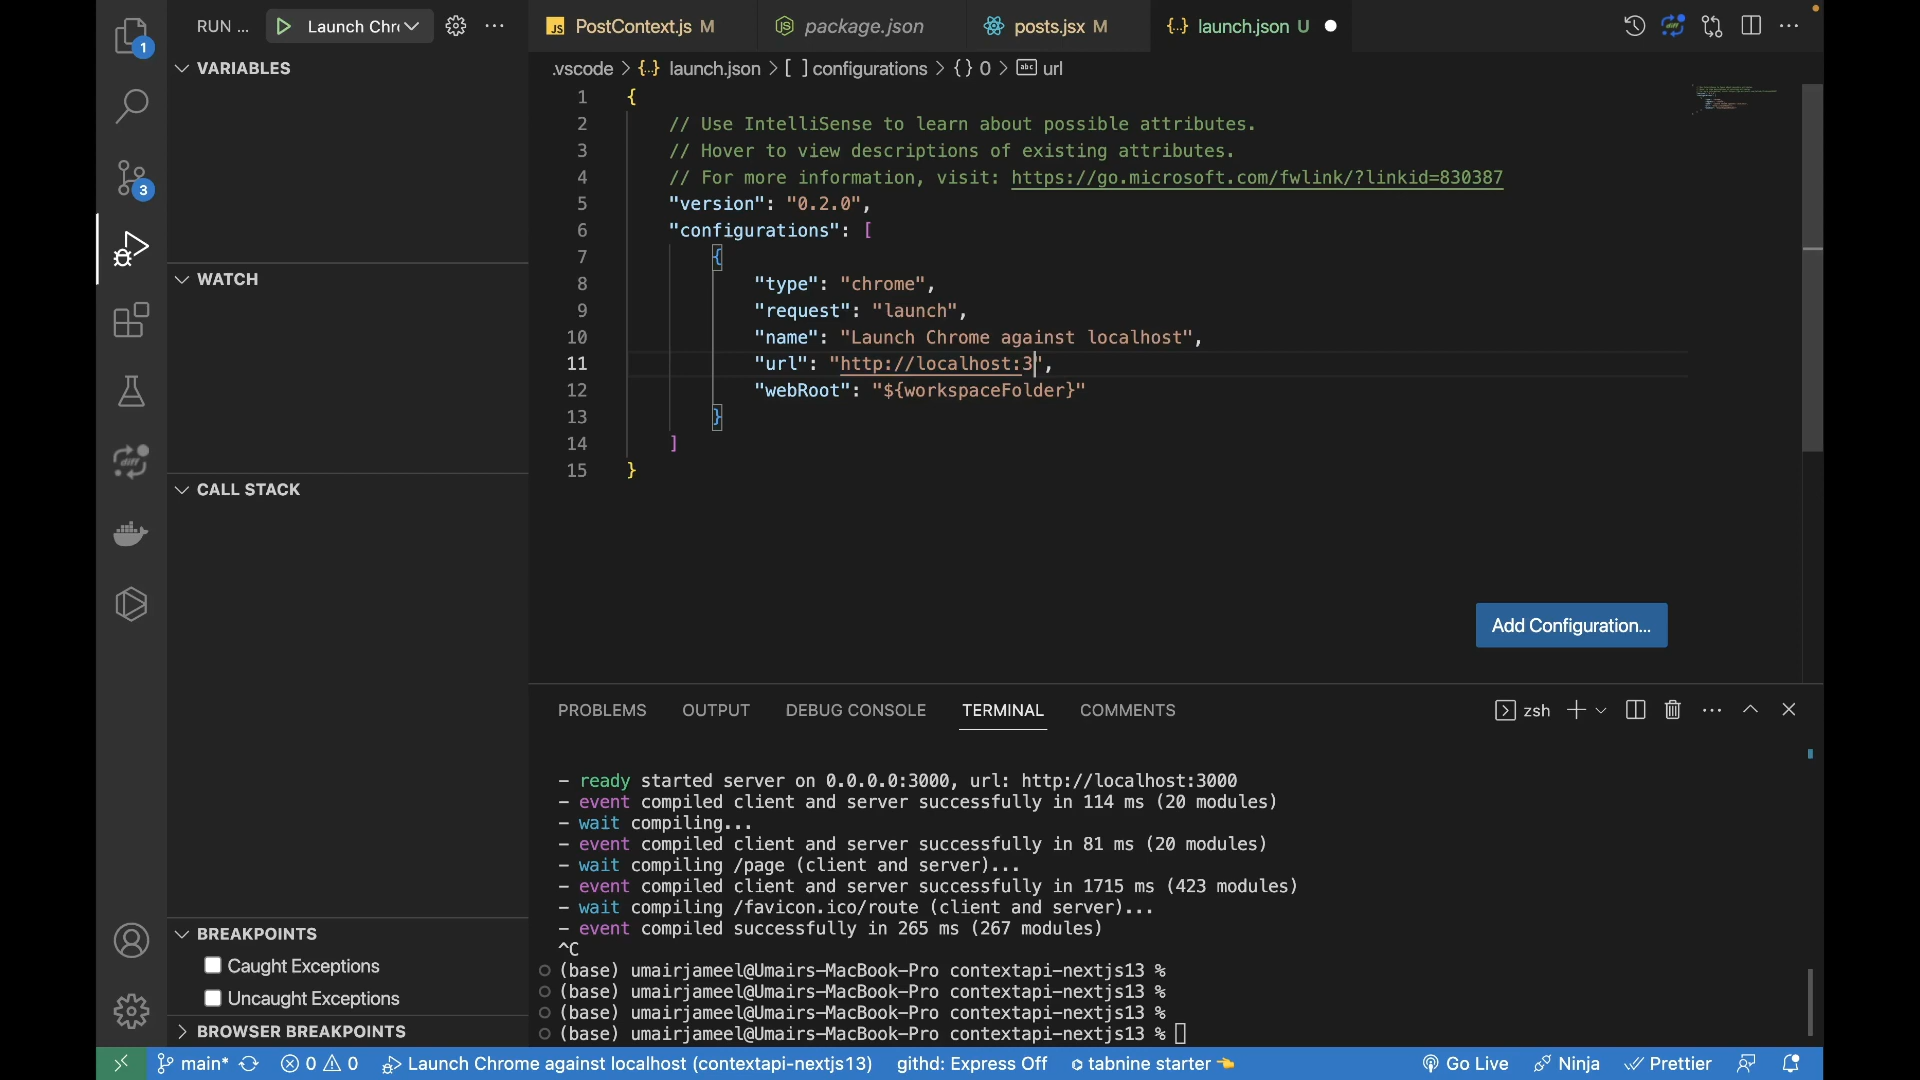 RUN ... Launch Chr
JS PostContext.js M
package.json
posts.jsx M
{..} launch.json U
.vscode > {..} launch.json > [ ] configurations > {} 0 > abc url
1
3
VARIABLES
WATCH
CALL STACK
BREAKPOINTS
Caught Exceptions
Uncaught Exceptions
BROWSER BREAKPOINTS
1 {
2 // Use IntelliSense to learn about possible attributes.
3 // Hover to view descriptions of existing attributes.
4 // For more information, visit: https://go.microsoft.com/fwlink/?linkid=830387
5 "version": "0.2.0",
6 "configurations": [
7 {
8 "type": "chrome",
9 "request": "launch",
10 "name": "Launch Chrome against localhost",
11 "url": "http://localhost:3",
12 "webRoot": "${workspaceFolder}"
13 }
14 ]
15 }
Add Configuration...
PROBLEMS OUTPUT DEBUG CONSOLE TERMINAL COMMENTS
zsh
- ready started server on 0.0.0.0:3000, url: http://localhost:3000
- event compiled client and server successfully in 114 ms (20 modules)
- wait compiling...
- event compiled client and server successfully in 81 ms (20 modules)
- wait compiling /page (client and server)...
- event compiled client and server successfully in 1715 ms (423 modules)
- wait compiling /favicon.ico/route (client and server)...
- event compiled successfully in 265 ms (267 modules)
^C
(base) umairjameel@Umairs-MacBook-Pro contextapi-nextjs13 %
(base) umairjameel@Umairs-MacBook-Pro contextapi-nextjs13 %
(base) umairjameel@Umairs-MacBook-Pro contextapi-nextjs13 %
(base) umairjameel@Umairs-MacBook-Pro contextapi-nextjs13 %
main* 0 0 Launch Chrome against localhost (contextapi-nextjs13) githd: Express Off tabnine starter Go Live Ninja Prettier